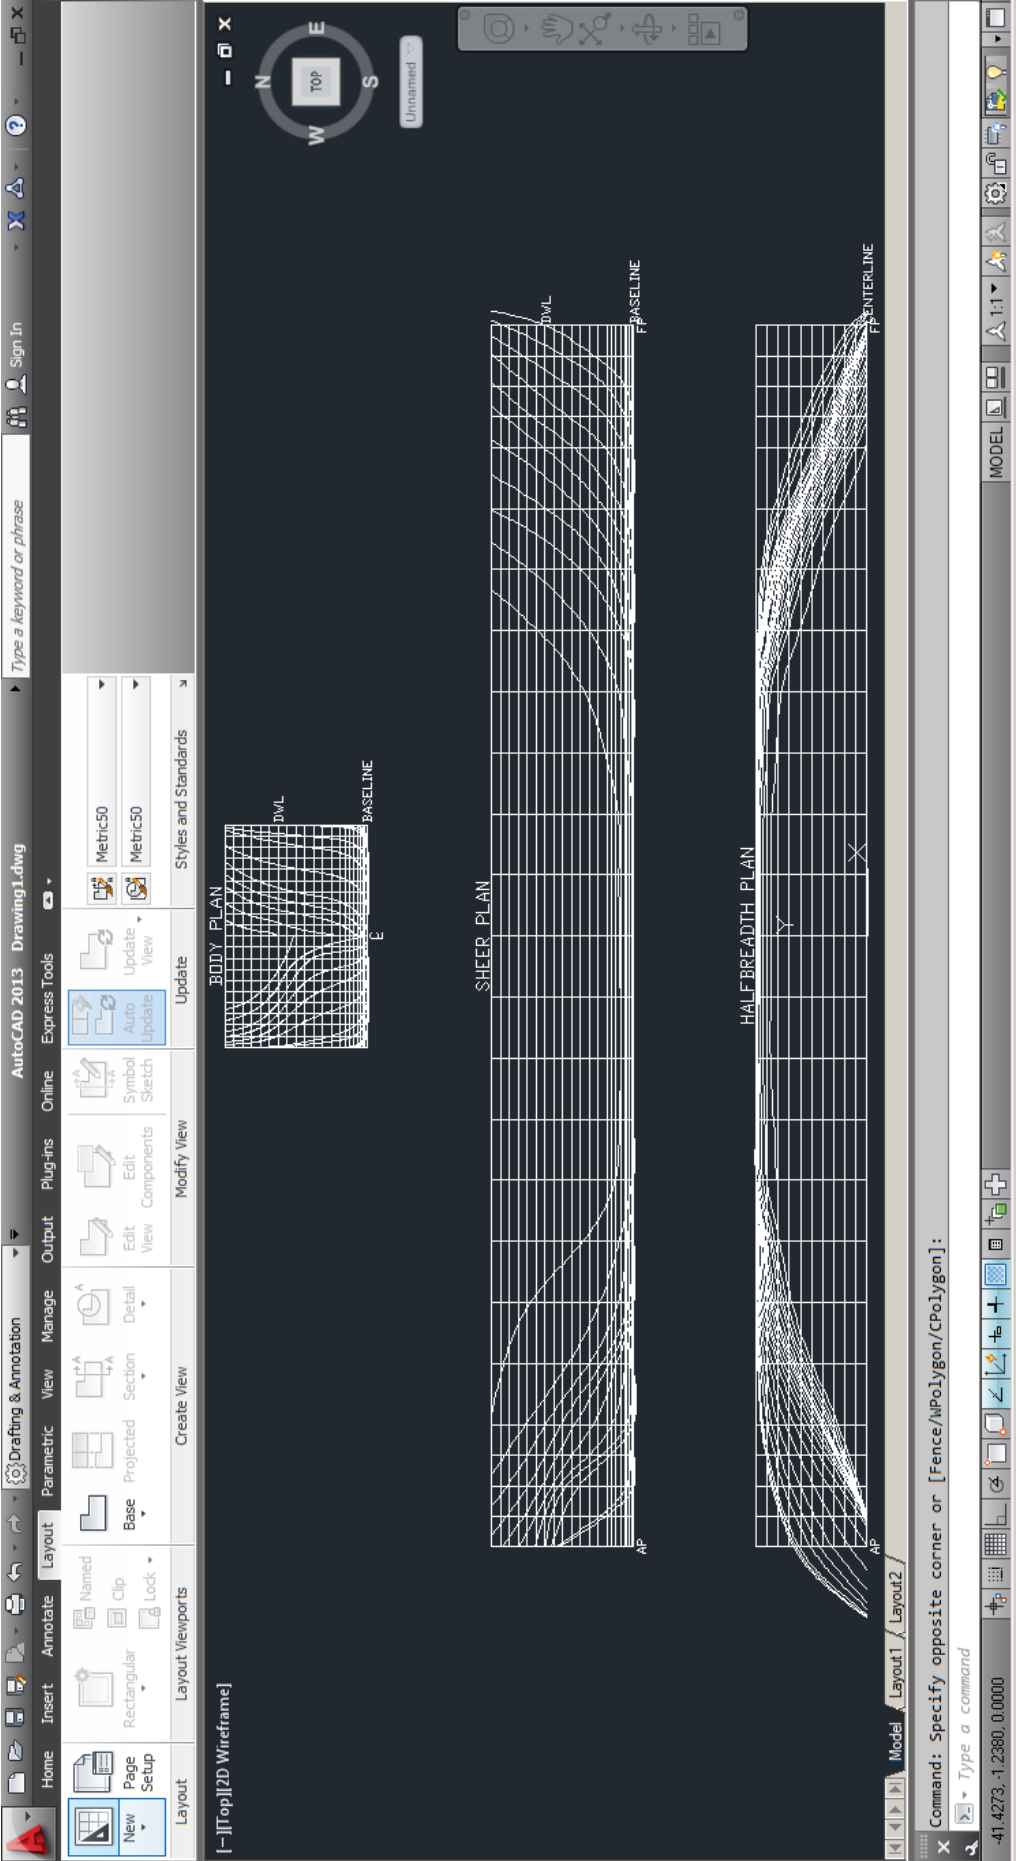 AutoCAD 2013 Drawing1.dwg
Drafting & Annotation
Type a keyword or phrase
Sign In
Home Insert Annotate Layout Parametric View Manage Output Plug-ins Online Express Tools
New
Page Setup
Layout
Rectangular
Named
Clip
Lock
Layout Viewports
Base
Projected
Section
Detail
Create View
Edit View
Edit Components
Symbol Sketch
Modify View
Auto Update
Update View
Update
Metric50
Metric50
Styles and Standards
[−][Top][2D Wireframe]
N
E
S
W
TOP
Unnamed
BODY PLAN
DWL
BASELINE
SHEER PLAN
DWL
BASELINE
AP
FP
HALFBREADTH PLAN
Y
X
CENTERLINE
AP
FP
Model Layout1 Layout2
Command: Specify opposite corner or [Fence/WPolygon/CPolygon]:
Type a command
-41.4273, -1.2380, 0.0000
MODEL
1:1